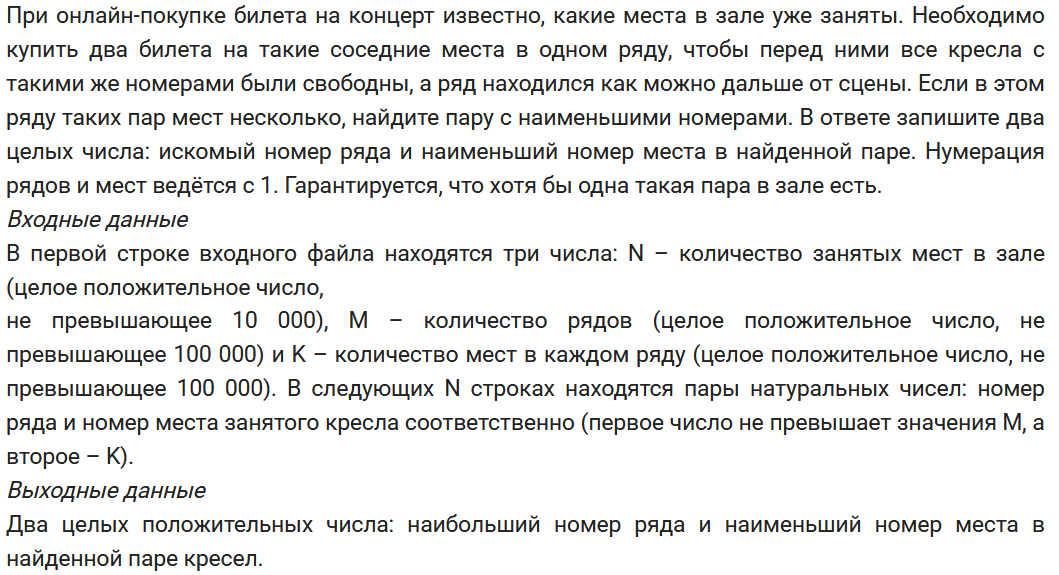 При онлайн-покупке билета на концерт известно, какие места в зале уже заняты. Необходимо
купить два билета на такие соседние места в одном ряду, чтобы перед ними все кресла с
такими же номерами были свободны, а ряд находился как можно дальше от сцены. Если в этом
ряду таких пар мест несколько, найдите пару с наименьшими номерами. В ответе запишите два
целых числа: искомый номер ряда и наименьший номер места в найденной паре. Нумерация
рядов и мест ведётся с 1. Гарантируется, что хотя бы одна такая пара в зале есть.
Входные данные
В первой строке входного файла находятся три числа: N – количество занятых мест в зале
(целое положительное число,
не превышающее 10 000), M – количество рядов (целое положительное число, не
превышающее 100 000) и K – количество мест в каждом ряду (целое положительное число, не
превышающее 100 000). В следующих N строках находятся пары натуральных чисел: номер
ряда и номер места занятого кресла соответственно (первое число не превышает значения M, а
второе – K).
Выходные данные
Два целых положительных числа: наибольший номер ряда и наименьший номер места в
найденной паре кресел.